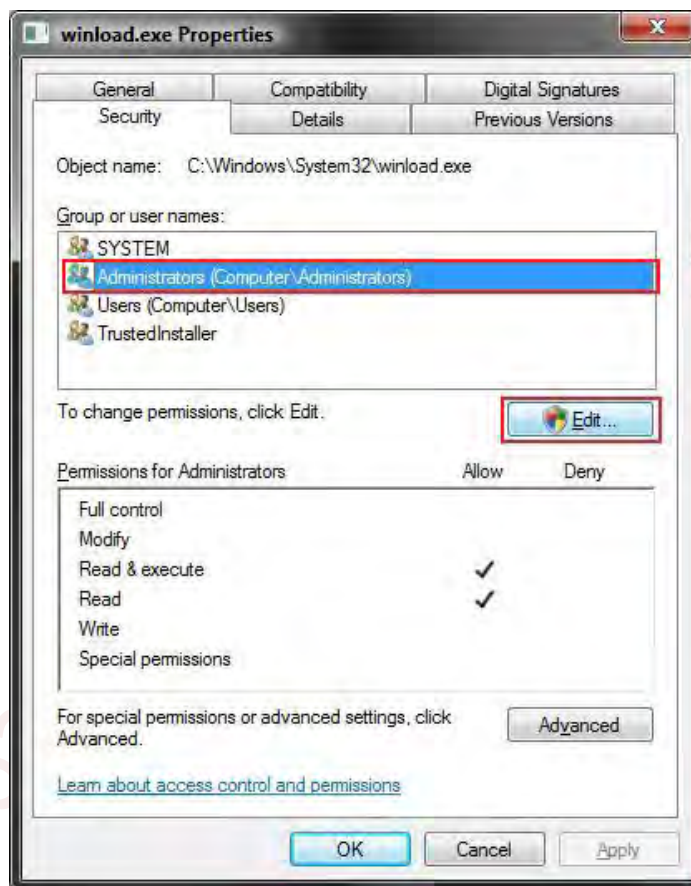 winload.exe Properties
General Compatibility Digital Signatures
Security Details Previous Versions
Object name: C:\Windows\System32\winload.exe
Group or user names:
SYSTEM
Administrators (Computer\Administrators)
Users (Computer\Users)
TrustedInstaller
To change permissions, click Edit.
Edit...
Permissions for Administrators Allow Deny
Full control
Modify
Read & execute
Read
Write
Special permissions
For special permissions or advanced settings, click
Advanced.
Advanced
Learn about access control and permissions
OK Cancel Apply